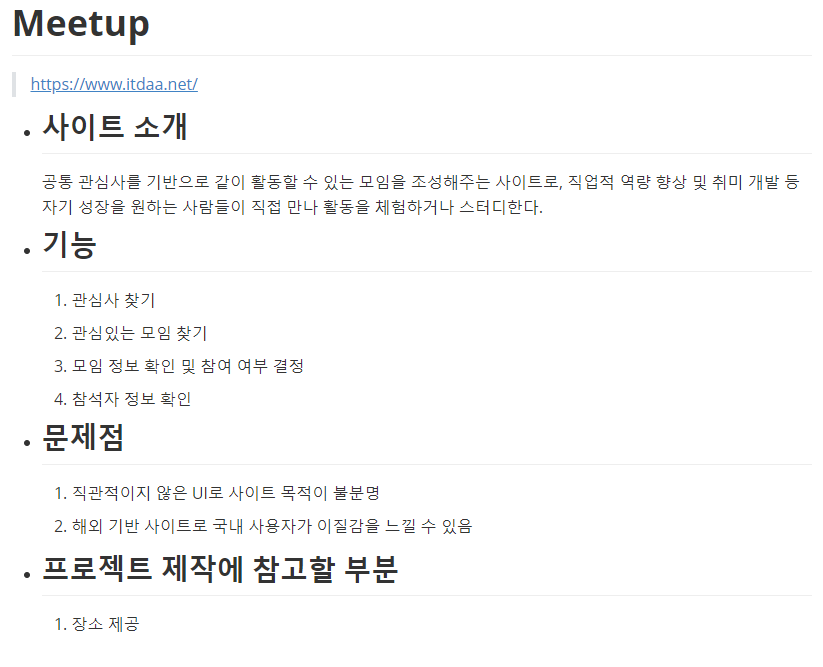 Meetup
https://www.itdaa.net/
• 사이트 소개
공통 관심사를 기반으로 같이 활동할 수 있는 모임을 조성해주는 사이트로, 직업적 역량 향상 및 취미 개발 등
자기 성장을 원하는 사람들이 직접 만나 활동을 체험하거나 스터디한다.
• 기능
1. 관심사 찾기
2. 관심있는 모임 찾기
3. 모임 정보 확인 및 참여 여부 결정
4. 참석자 정보 확인
• 문제점
1. 직관적이지 않은 UI로 사이트 목적이 불분명
2. 해외 기반 사이트로 국내 사용자가 이질감을 느낄 수 있음
• 프로젝트 제작에 참고할 부분
1. 장소 제공